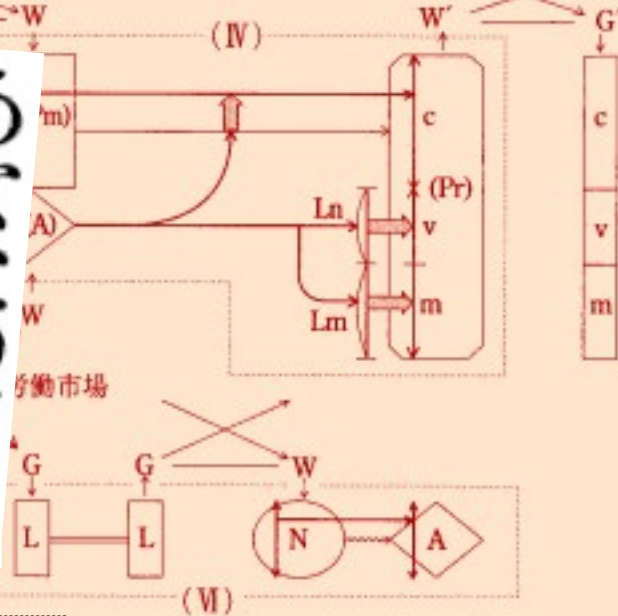 W W´ G
(Ⅳ)
m) c c
(Pr)
Ln
A) v v
W Lm m m
労働市場
G G W
L L N A
(Ⅵ)